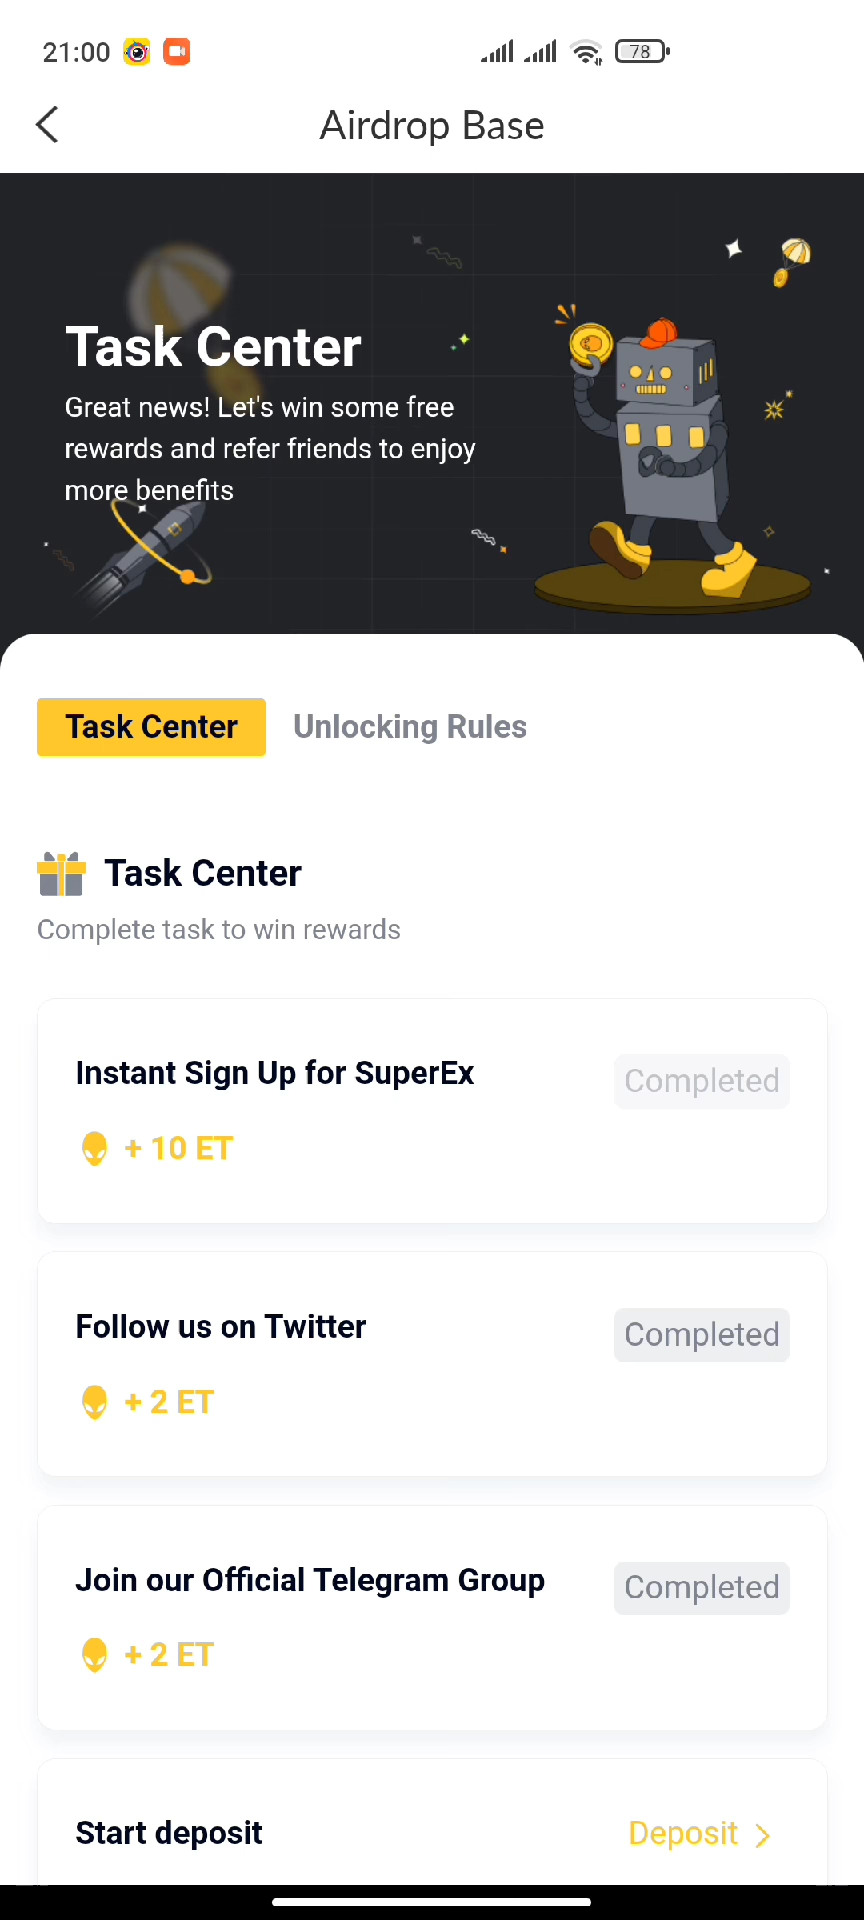 21:00
78
Airdrop Base
Task Center
Great news! Let's win some free
rewards and refer friends to enjoy
more benefits
Task Center
Unlocking Rules
Task Center
Complete task to win rewards
Instant Sign Up for SuperEx
Completed
+ 10 ET
Follow us on Twitter
Completed
+ 2 ET
Join our Official Telegram Group
Completed
+ 2 ET
Start deposit
Deposit